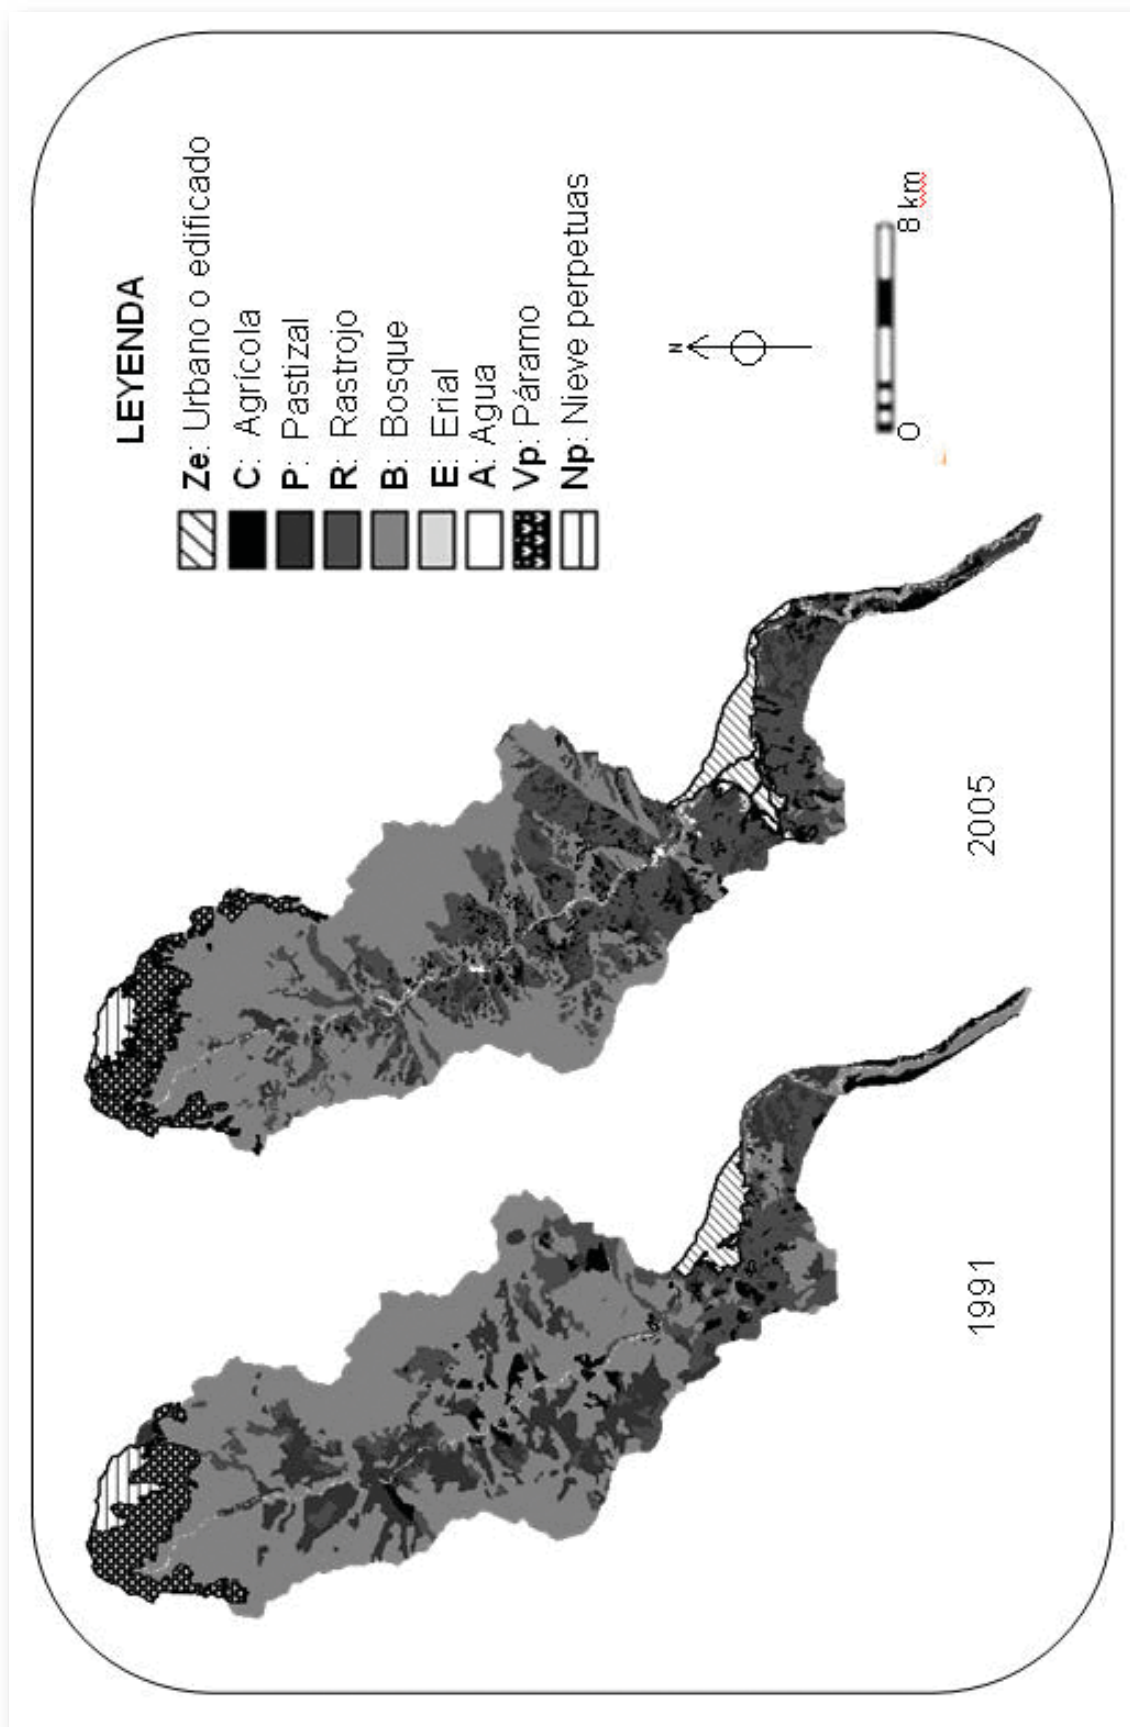 LEYENDA
Ze: Urbano o edificado
C: Agrícola
P: Pastizal
R: Rastrojo
B: Bosque
E: Erial
A: Agua
Vp: Páramo
Np: Nieve perpetuas
N
0 8 km
1991
2005